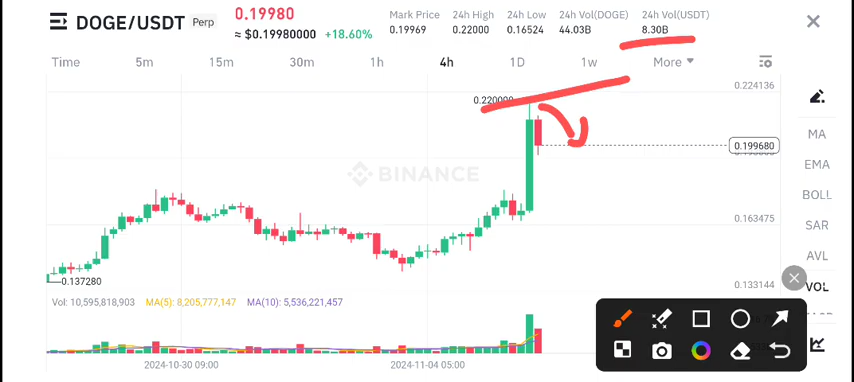 DOGE/USDT Perp
0.19980
≈ $0.19980000 +18.60%
Mark Price 24h High 24h Low 24h Vol(DOGE) 24h Vol(USDT)
0.19969 0.22000 0.16524 44.03B 8.30B
Time 5m 15m 30m 1h 4h 1D 1w More
0.224136
0.22000
0.199680
BINANCE
0.163475
0.137280
0.133144
MA
EMA
BOLL
SAR
AVL
VOL
Vol: 10,595,818,903 MA(5): 8,205,777,147 MA(10): 5,536,221,457
2024-10-30 09:00 2024-11-04 05:00